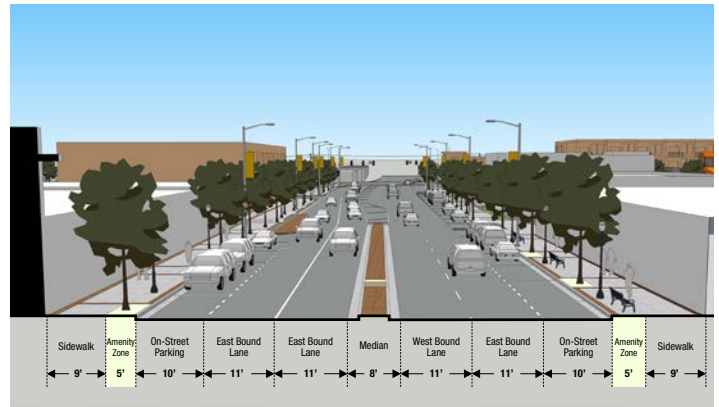 Sidewalk
9'
Amenity
Zone
5'
On-Street
Parking
10'
East Bound
Lane
11'
East Bound
Lane
11'
Median
8'
West Bound
Lane
11'
East Bound
Lane
11'
On-Street
Parking
10'
Amenity
Zone
5'
Sidewalk
9'